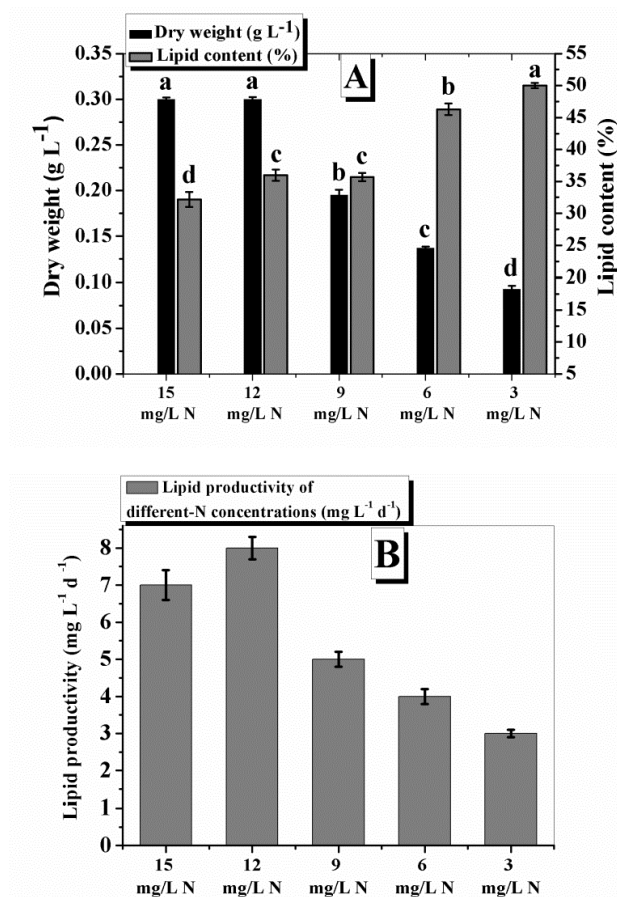 Dry weight (g L-1)
Lipid content (%)
A
Dry weight (g L-1)
0.35
0.30
0.25
0.20
0.15
0.10
0.05
0.00
a
d
a
c
b
c
c
b
d
a
55
50
45
40
35
30
25
20
15
10
5
Lipid content (%)
15
mg/L N
12
mg/L N
9
mg/L N
6
mg/L N
3
mg/L N
Lipid productivity of
different-N concentrations (mg L-1 d-1)
B
Lipid productivity (mg L-1 d-1)
8
7
6
5
4
3
2
1
0
15
mg/L N
12
mg/L N
9
mg/L N
6
mg/L N
3
mg/L N